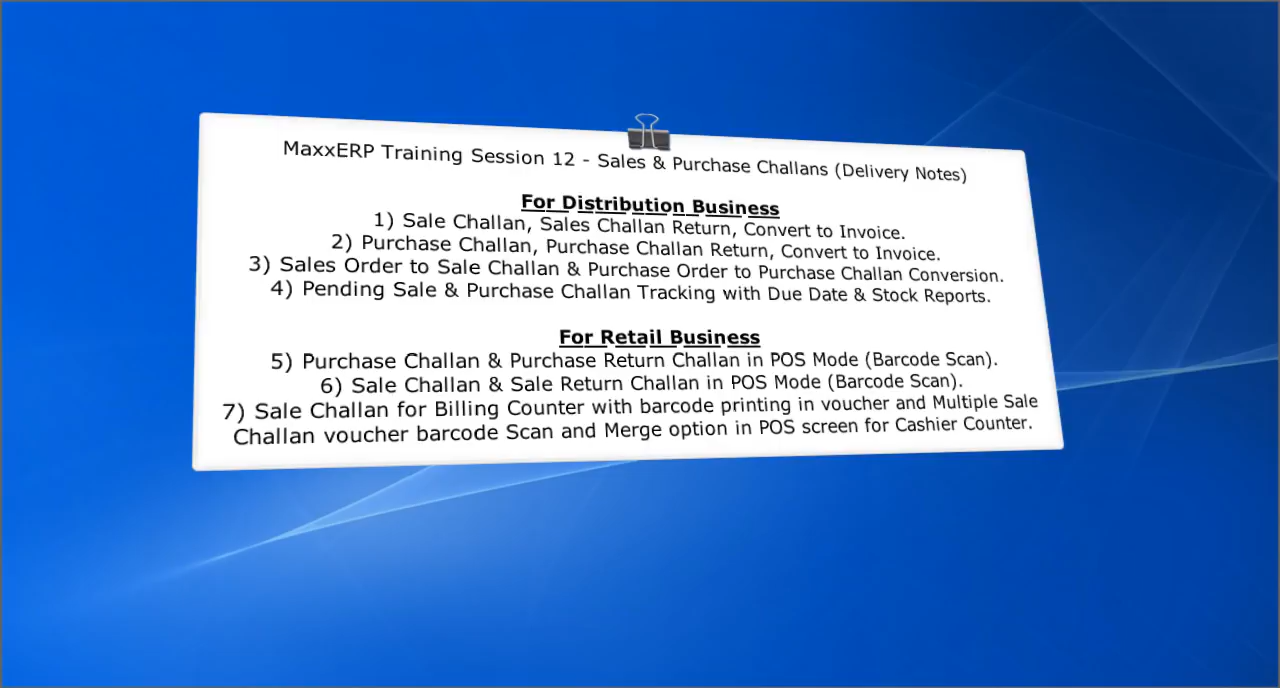 MaxxERP Training Session 12 - Sales & Purchase Challans (Delivery Notes)
For Distribution Business
1) Sale Challan, Sales Challan Return, Convert to Invoice.
2) Purchase Challan, Purchase Challan Return, Convert to Invoice.
3) Sales Order to Sale Challan & Purchase Order to Purchase Challan Conversion.
4) Pending Sale & Purchase Challan Tracking with Due Date & Stock Reports.
For Retail Business
5) Purchase Challan & Purchase Return Challan in POS Mode (Barcode Scan).
6) Sale Challan & Sale Return Challan in POS Mode (Barcode Scan).
7) Sale Challan for Billing Counter with barcode printing in voucher and Multiple Sale
Challan voucher barcode Scan and Merge option in POS screen for Cashier Counter.